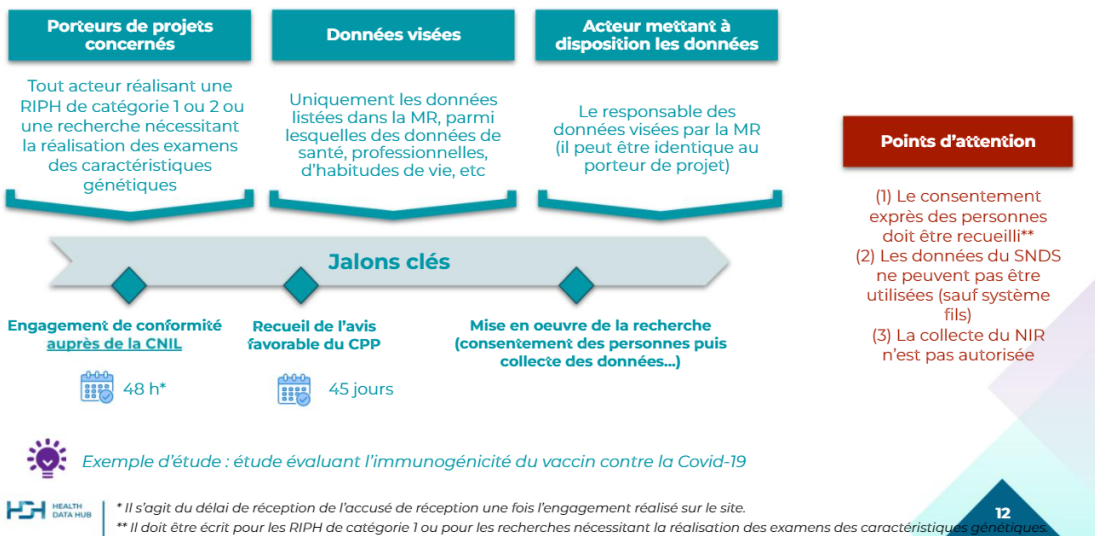 Porteurs de projets
concernés
Données visées
Acteur mettant à
disposition les données
Tout acteur réalisant une
RIPH de catégorie 1 ou 2 ou
une recherche nécessitant
la réalisation des examens
des caractéristiques
génétiques
Uniquement les données
listées dans la MR, parmi
lesquelles des données de
santé, professionnelles,
d'habitudes de vie, etc
Le responsable des
données visées par la MR
(il peut être identique au
porteur de projet)
Points d'attention
(1) Le consentement
exprès des personnes
doit être recueilli**
(2) Les données du SNDS
ne peuvent pas être
utilisées (sauf système
fils)
(3) La collecte du NIR
n'est pas autorisée
Jalons clés
Engagement de conformité
auprès de la CNIL
48 h*
Recueil de l'avis
favorable du CPP
45 jours
Mise en oeuvre de la recherche
(consentement des personnes puis
collecte des données...)
Exemple d'étude : étude évaluant l'immunogénicité du vaccin contre la Covid-19
HDH HEALTH
DATA HUB
* Il s'agit du délai de réception de l'accusé de réception une fois l'engagement réalisé sur le site.
** Il doit être écrit pour les RIPH de catégorie 1 ou pour les recherches nécessitant la réalisation des examens des caractéristiques génétiques.
12